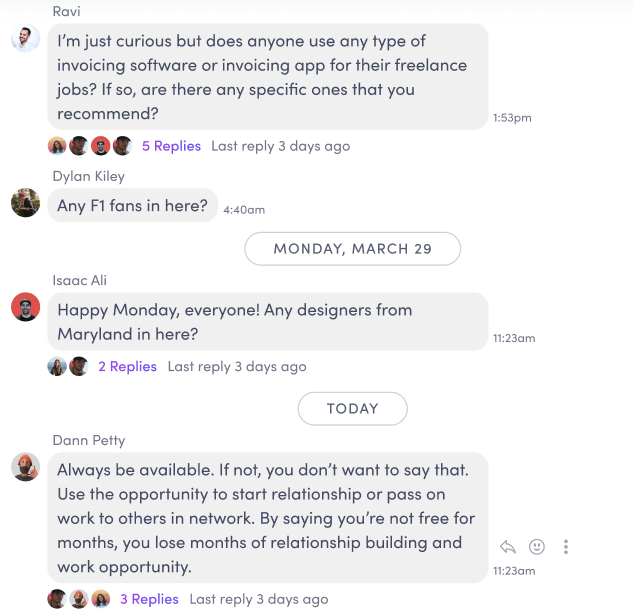 Ravi
I’m just curious but does anyone use any type of
invoicing software or invoicing app for their freelance
jobs? If so, are there any specific ones that you
recommend?
1:53pm
5 Replies Last reply 3 days ago
Dylan Kiley
Any F1 fans in here?
4:40am
MONDAY, MARCH 29
Isaac Ali
Happy Monday, everyone! Any designers from
Maryland in here?
11:23am
2 Replies Last reply 3 days ago
TODAY
Dann Petty
Always be available. If not, you don’t want to say that.
Use the opportunity to start relationship or pass on
work to others in network. By saying you’re not free for
months, you lose months of relationship building and
work opportunity.
11:23am
3 Replies Last reply 3 days ago